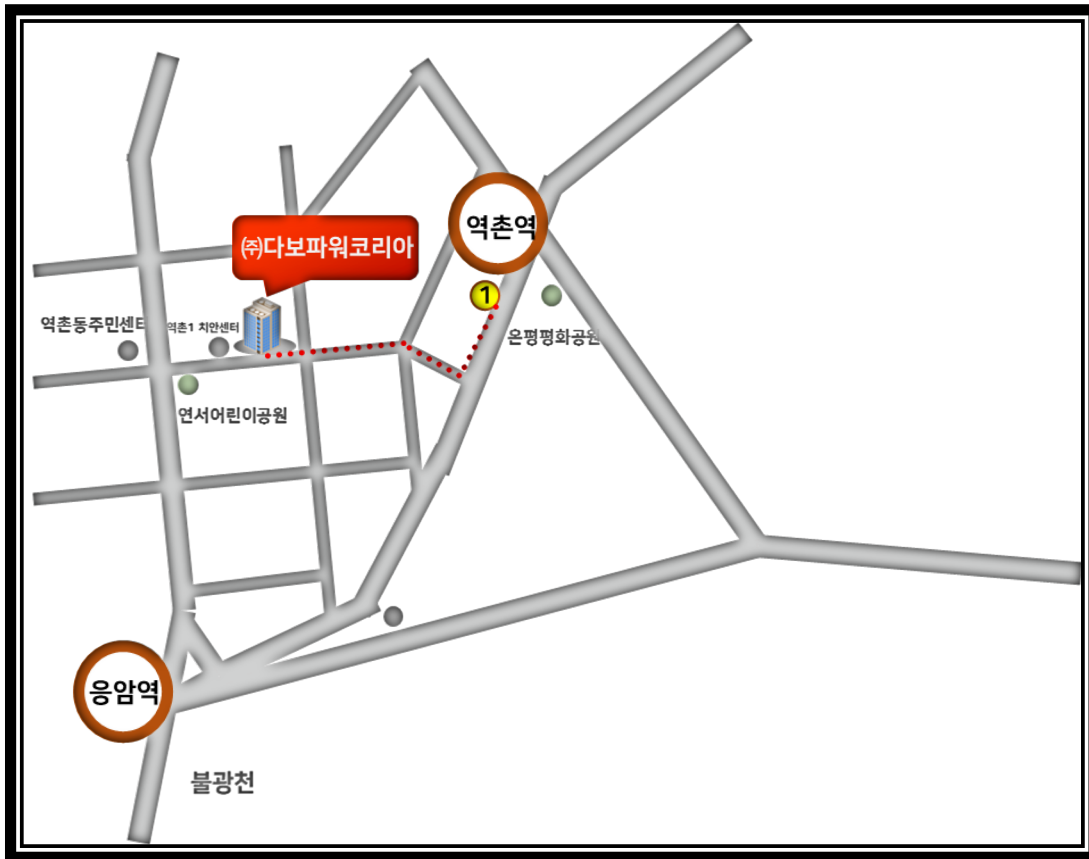 역촌역
㈜다보파워코리아
1
역촌동주민센터
역촌1 치안센터
은평평화공원
연서어린이공원
응암역
불광천